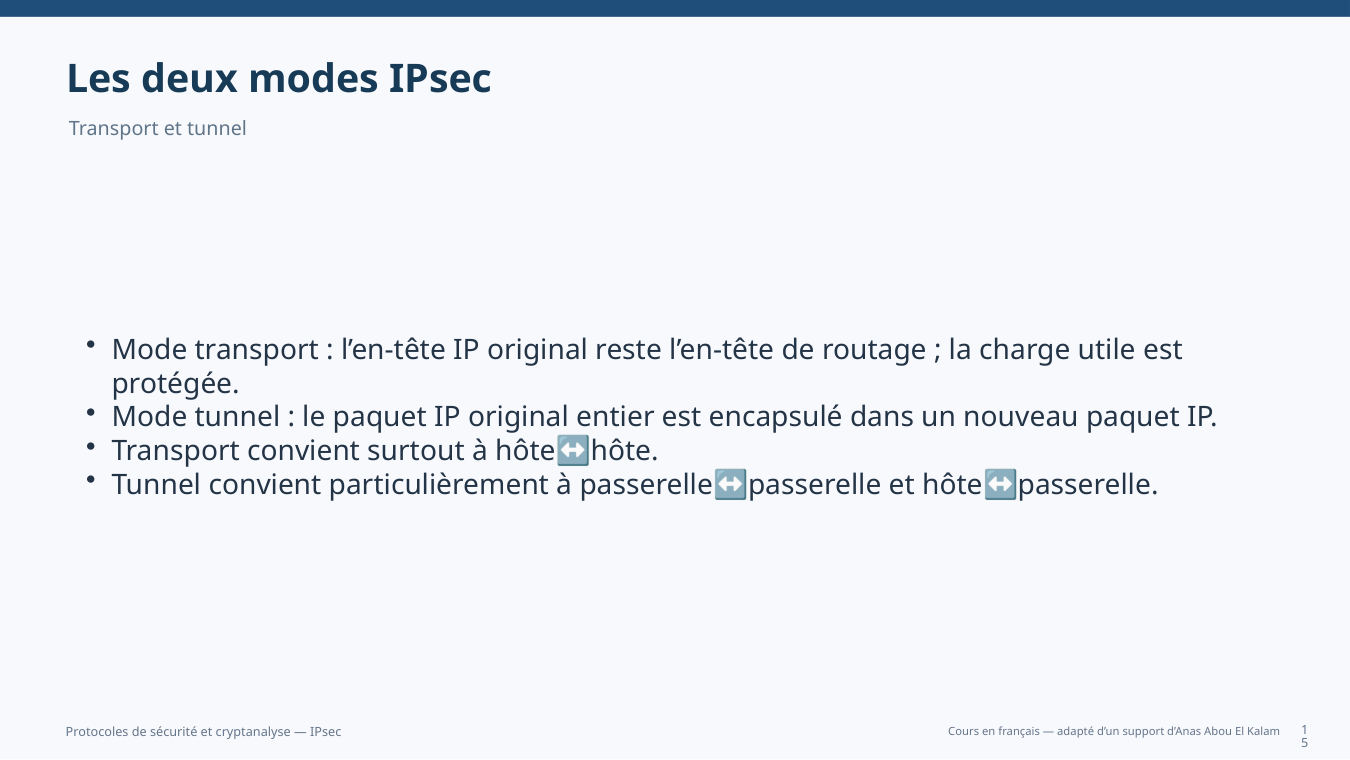 Les deux modes IPsec
Transport et tunnel
• Mode transport : l’en-tête IP original reste l’en-tête de routage ; la charge utile est
protégée.
• Mode tunnel : le paquet IP original entier est encapsulé dans un nouveau paquet IP.
• Transport convient surtout à hôte↔️hôte.
• Tunnel convient particulièrement à passerelle↔️passerelle et hôte↔️passerelle.
Protocoles de sécurité et cryptanalyse — IPsec
Cours en français — adapté d’un support d’Anas Abou El Kalam
1
5